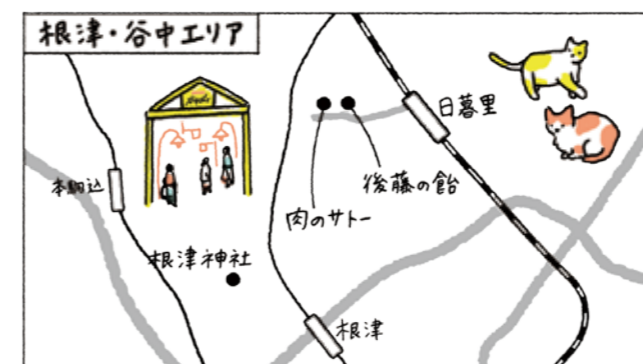 根津・谷中エリア
日暮里
本駒込
後藤の飴
肉のサトー
根津神社
根津